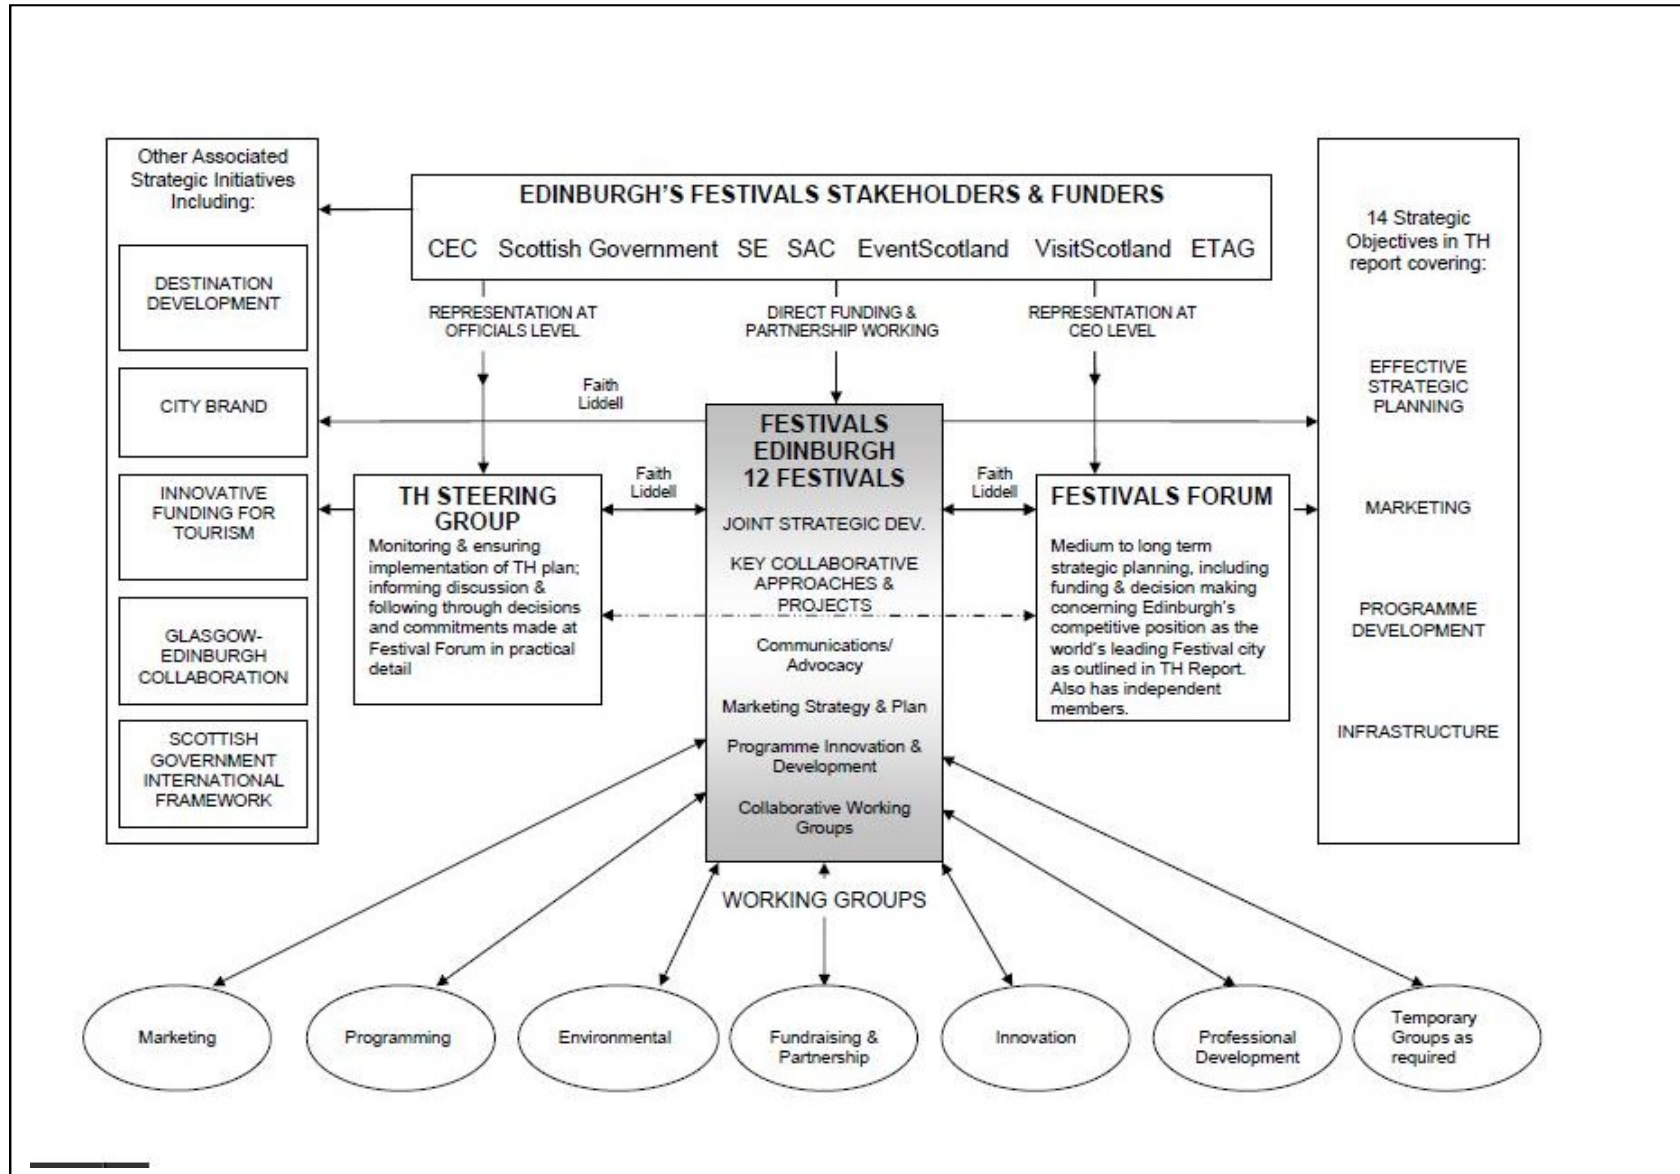 Other Associated
Strategic Initiatives
Including:
DESTINATION
DEVELOPMENT
CITY BRAND
INNOVATIVE
FUNDING FOR
TOURISM
GLASGOW-
EDINBURGH
COLLABORATION
SCOTTISH
GOVERNMENT
INTERNATIONAL
FRAMEWORK
EDINBURGH'S FESTIVALS STAKEHOLDERS & FUNDERS
CEC Scottish Government SE SAC EventScotland VisitScotland ETAG
REPRESENTATION AT
OFFICIALS LEVEL
DIRECT FUNDING &
PARTNERSHIP WORKING
REPRESENTATION AT
CEO LEVEL
Faith
Liddell
TH STEERING
GROUP
Monitoring & ensuring
implementation of TH plan;
informing discussion &
following through decisions
and commitments made at
Festival Forum in practical
detail
Faith
Liddell
FESTIVALS
EDINBURGH
12 FESTIVALS
JOINT STRATEGIC DEV.
KEY COLLABORATIVE
APPROACHES &
PROJECTS
Communications/
Advocacy
Marketing Strategy & Plan
Programme Innovation &
Development
Collaborative Working
Groups
Faith
Liddell
FESTIVALS FORUM
Medium to long term
strategic planning, including
funding & decision making
concerning Edinburgh's
competitive position as the
world's leading Festival city
as outlined in TH Report.
Also has independent
members.
14 Strategic
Objectives in TH
report covering:
EFFECTIVE
STRATEGIC
PLANNING
MARKETING
PROGRAMME
DEVELOPMENT
INFRASTRUCTURE
WORKING GROUPS
Marketing
Programming
Environmental
Fundraising &
Partnership
Innovation
Professional
Development
Temporary
Groups as
required